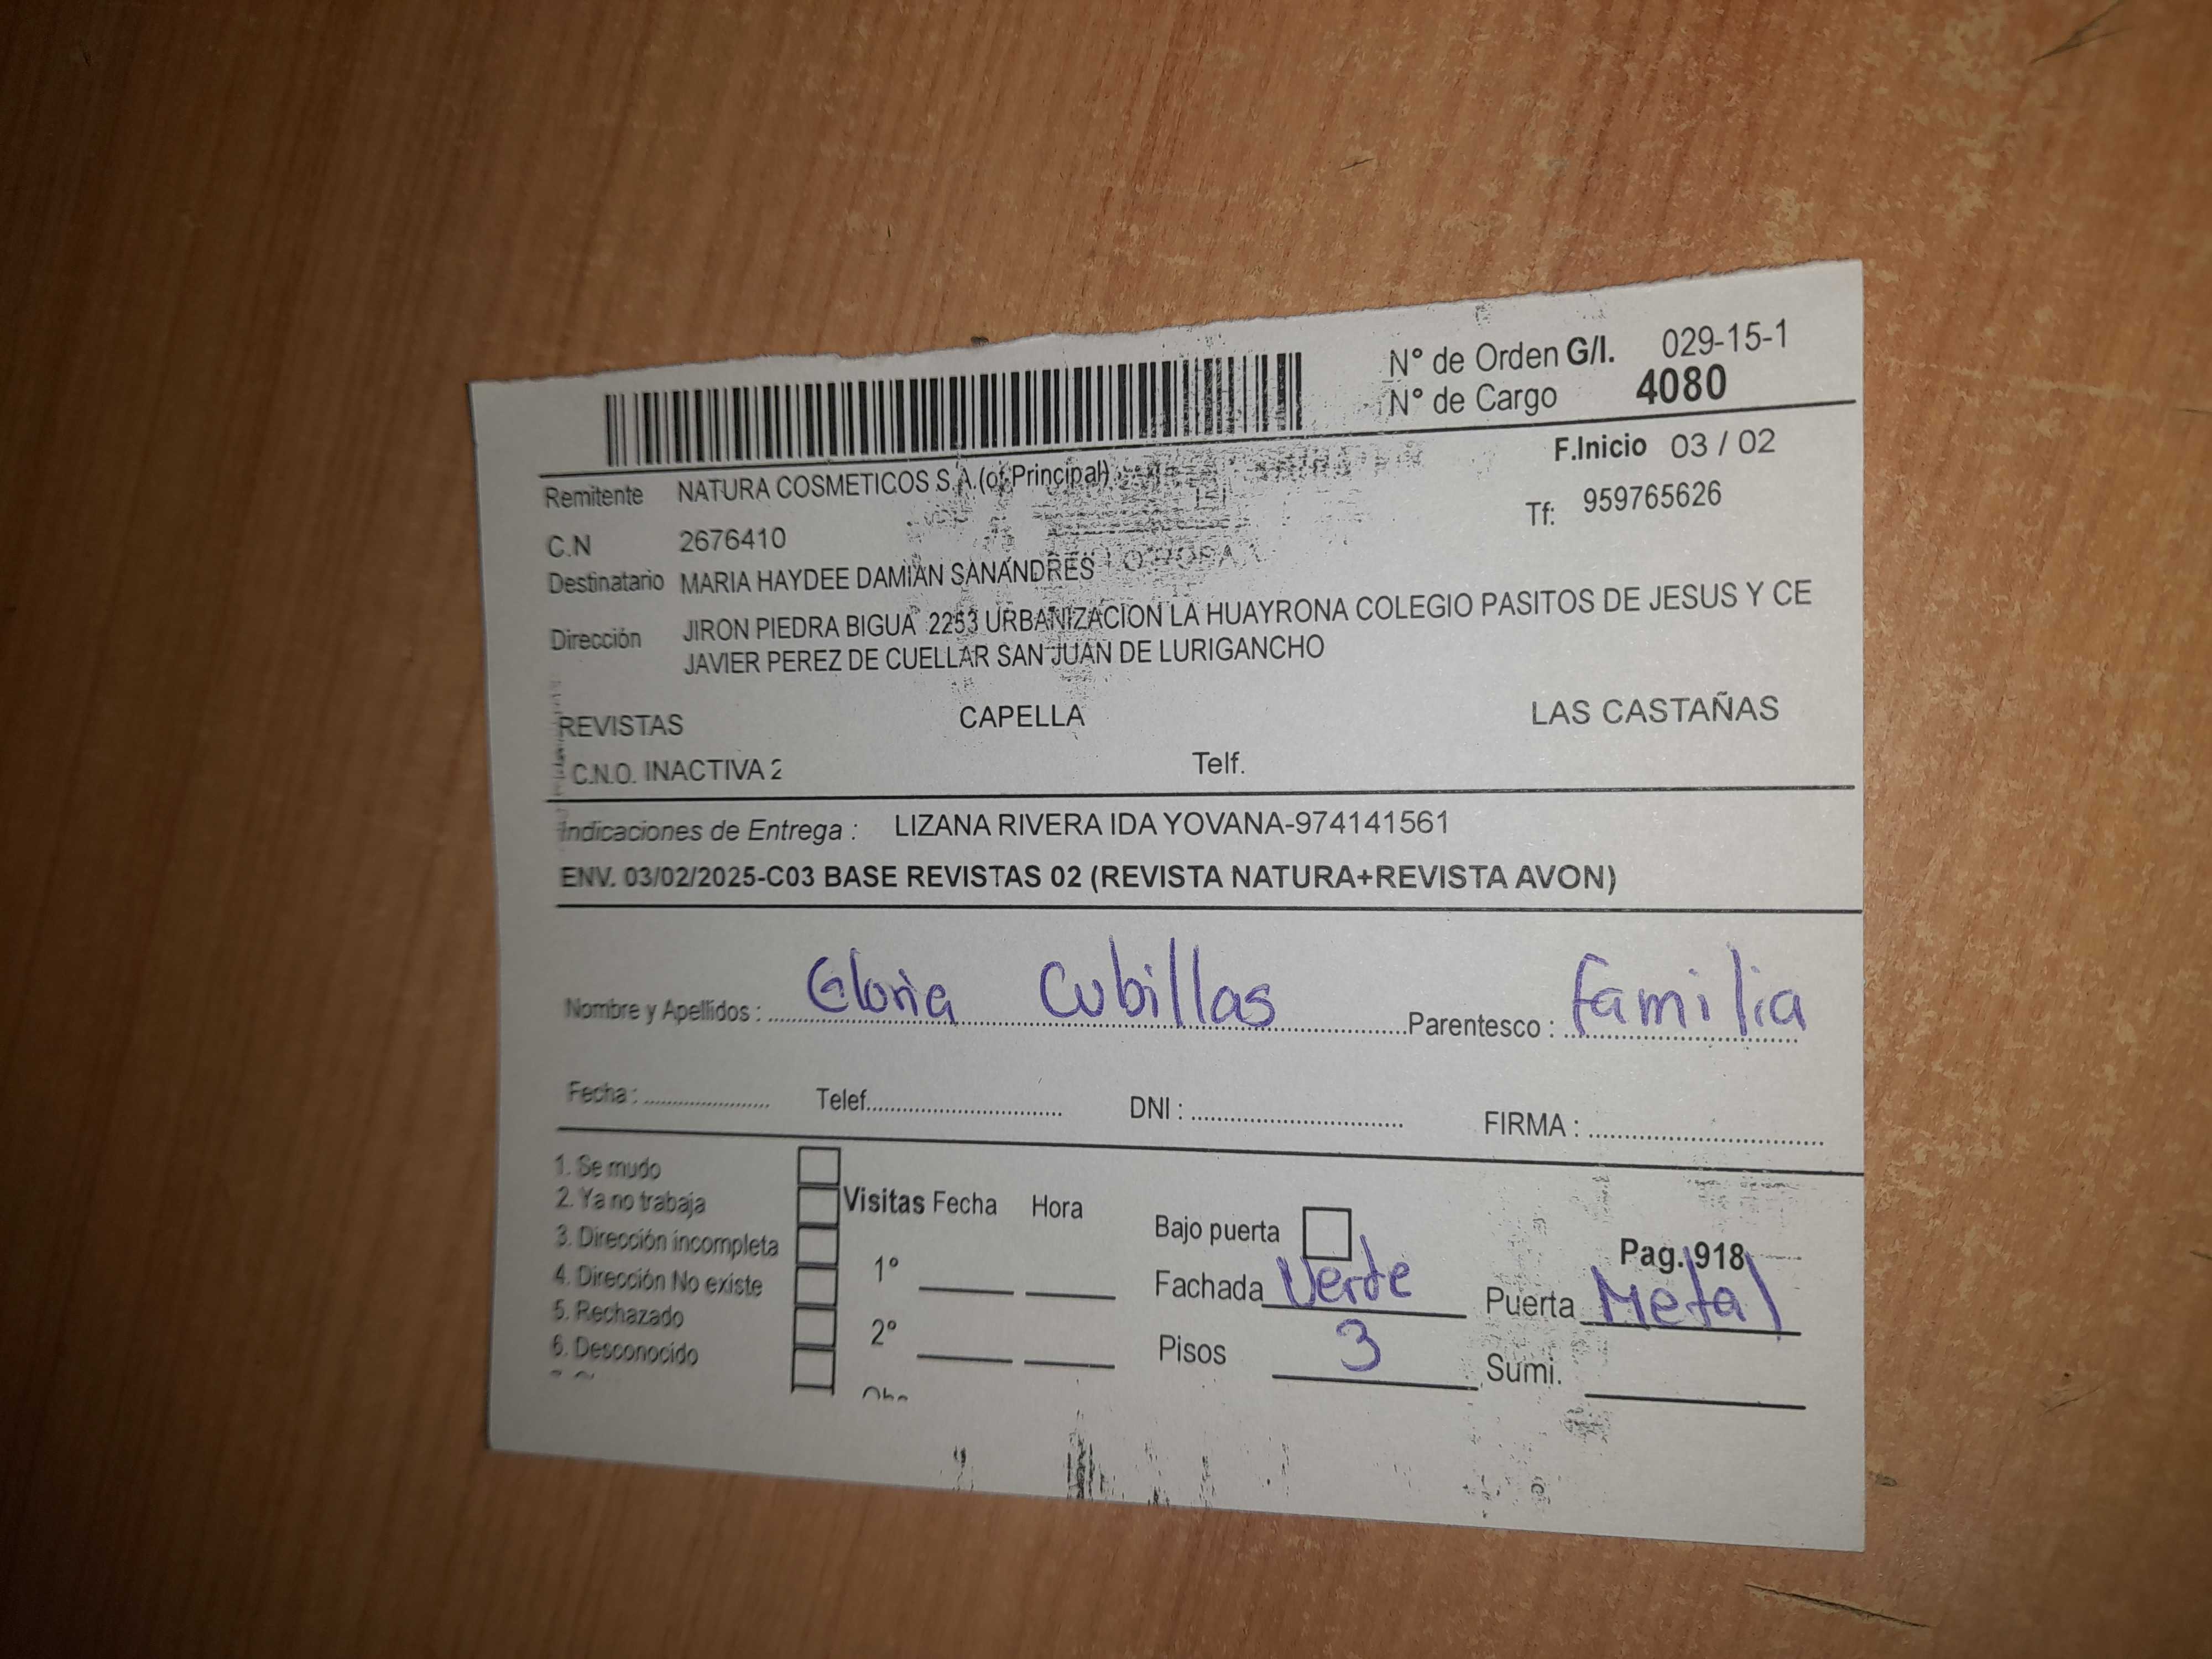 N° de Orden G/I. 029-15-1
N° de Cargo 4080
F.Inicio 03 / 02
Remitente NATURA COSMETICOS S.A.(of.Principal)
Tf: 959765626
C.N 2676410
Destinatario MARIA HAYDEE DAMIAN SANANDRES
Dirección JIRON PIEDRA BIGUA 2253 URBANIZACION LA HUAYRONA COLEGIO PASITOS DE JESUS Y CE
JAVIER PEREZ DE CUELLAR SAN JUAN DE LURIGANCHO
REVISTAS CAPELLA LAS CASTAÑAS
C.N.O. INACTIVA 2 Telf.
Indicaciones de Entrega : LIZANA RIVERA IDA YOVANA-974141561
ENV. 03/02/2025-C03 BASE REVISTAS 02 (REVISTA NATURA+REVISTA AVON)
Nombre y Apellidos : Gloria Cubillas Parentesco : familia
Fecha : Telef. DNI : FIRMA :
1. Se mudo
2. Ya no trabaja
3. Dirección incompleta
4. Dirección No existe
5. Rechazado
6. Desconocido
Visitas Fecha Hora
1°
2°
Bajo puerta
Pag. 918
Fachada Verde Puerta Metal
Pisos 3 Sumi.